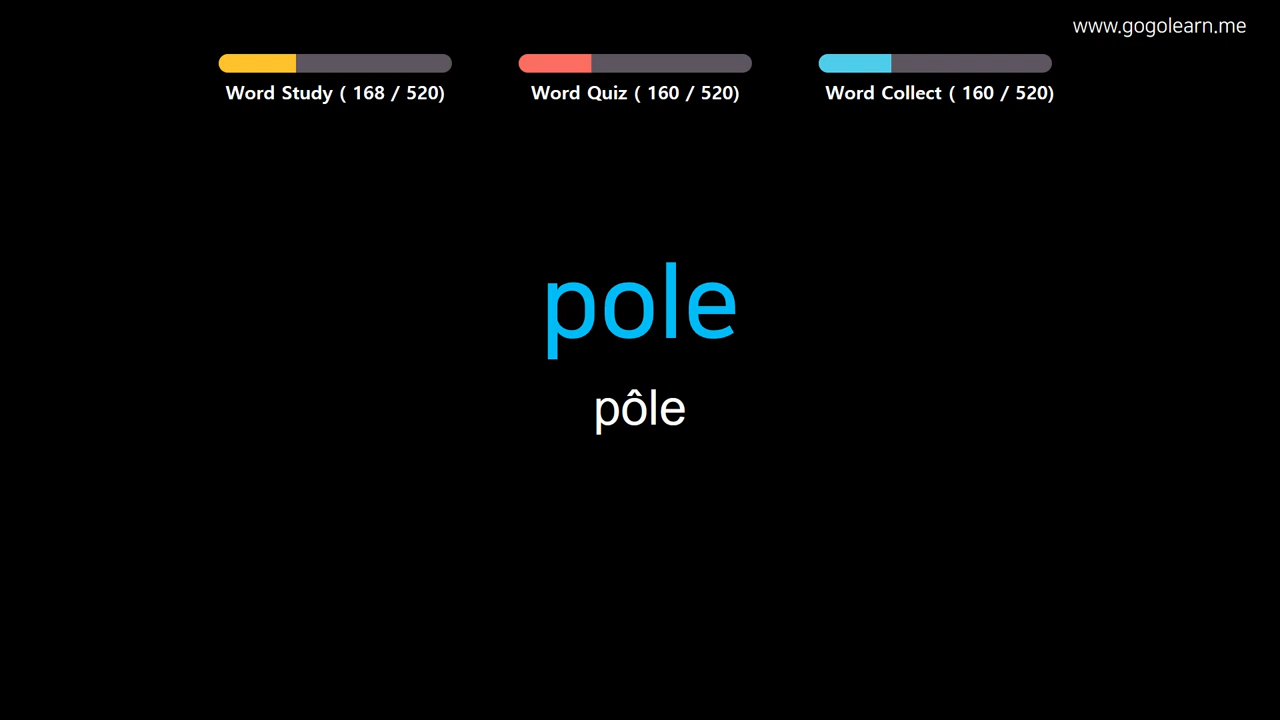 www.gogolearn.me
Word Study ( 168 / 520)
Word Quiz ( 160 / 520)
Word Collect ( 160 / 520)
pole
pôle